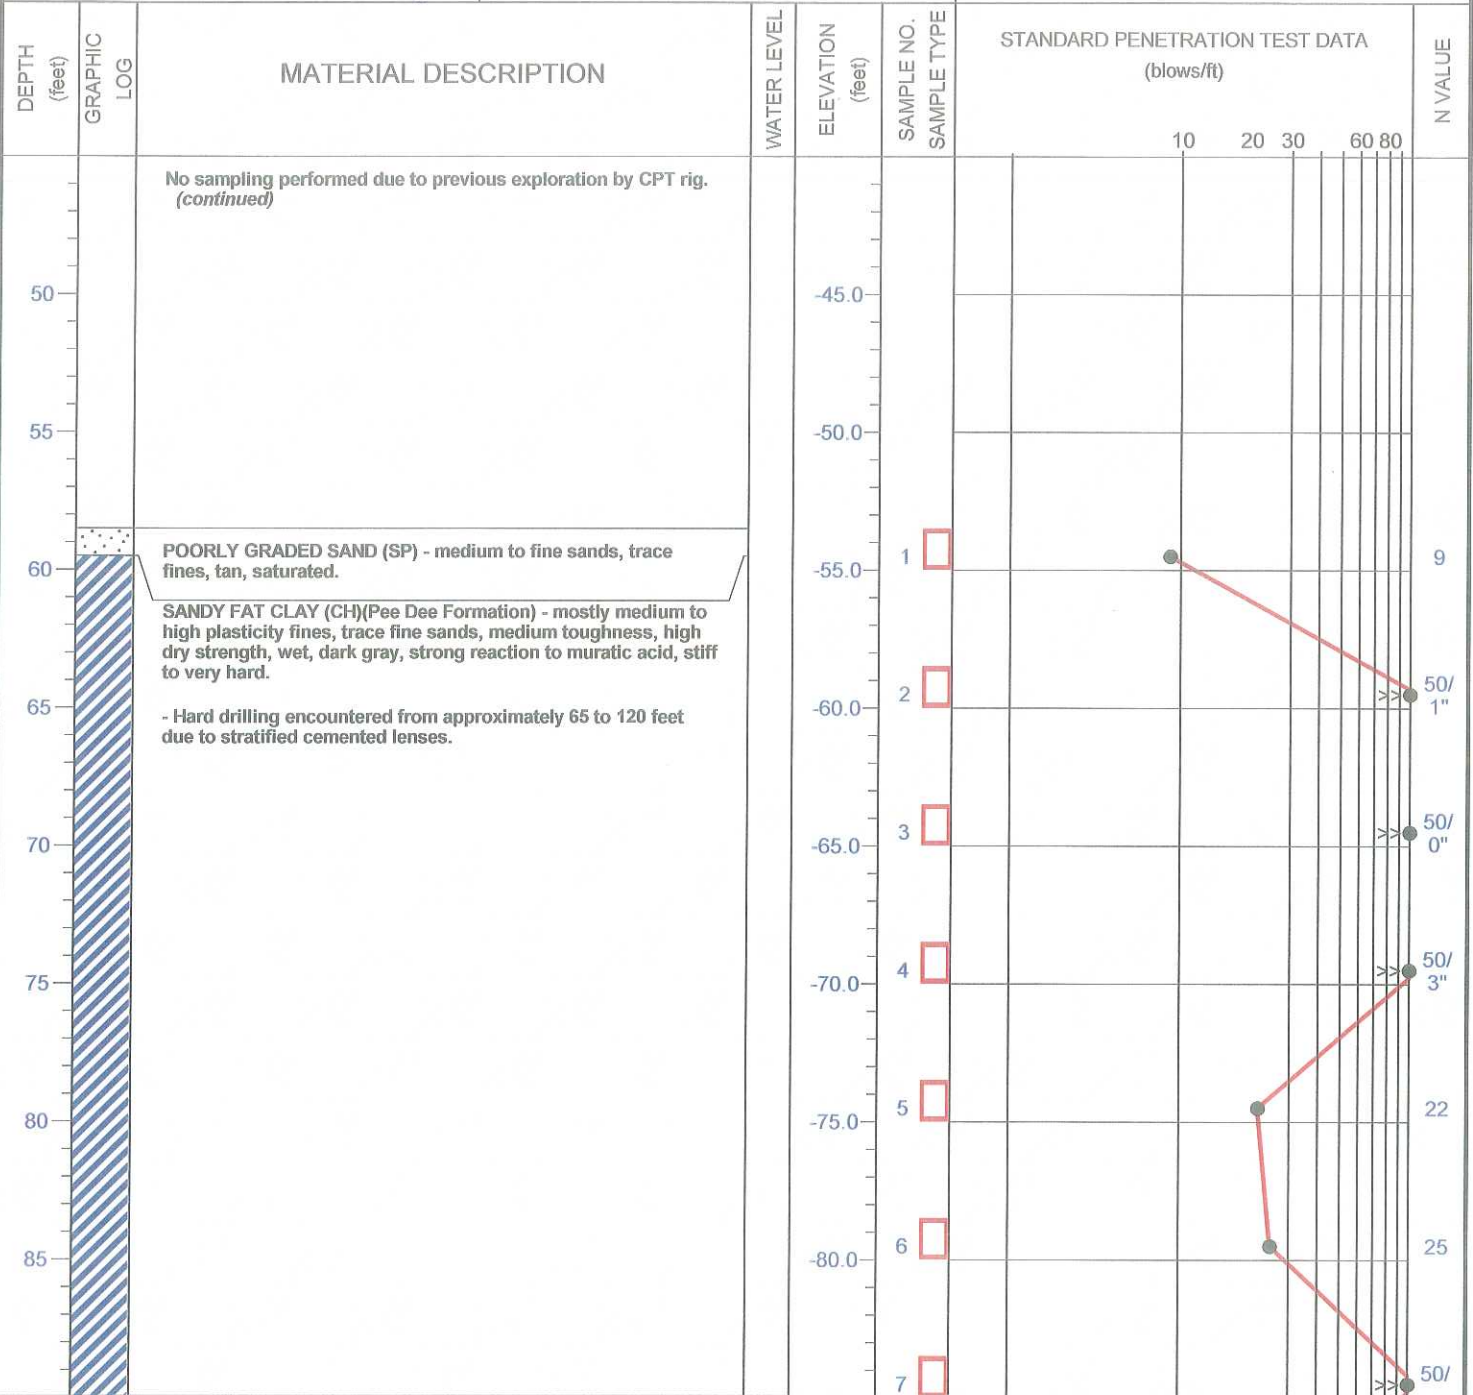 DEPTH
(feet)
GRAPHIC
LOG
MATERIAL DESCRIPTION
WATER LEVEL
ELEVATION
(feet)
SAMPLE NO.
SAMPLE TYPE
STANDARD PENETRATION TEST DATA
(blows/ft)
N VALUE
10 20 30 60 80
No sampling performed due to previous exploration by CPT rig.
(continued)
50 -45.0
55 -50.0
POORLY GRADED SAND (SP) - medium to fine sands, trace
fines, tan, saturated.
1 9
60 -55.0
SANDY FAT CLAY (CH)(Pee Dee Formation) - mostly medium to
high plasticity fines, trace fine sands, medium toughness, high
dry strength, wet, dark gray, strong reaction to muratic acid, stiff
to very hard.
2 >> 50/
1"
65 -60.0
- Hard drilling encountered from approximately 65 to 120 feet
due to stratified cemented lenses.
3 >> 50/
0"
70 -65.0
4 >> 50/
3"
75 -70.0
5 22
80 -75.0
6 25
85 -80.0
7 >> 50/